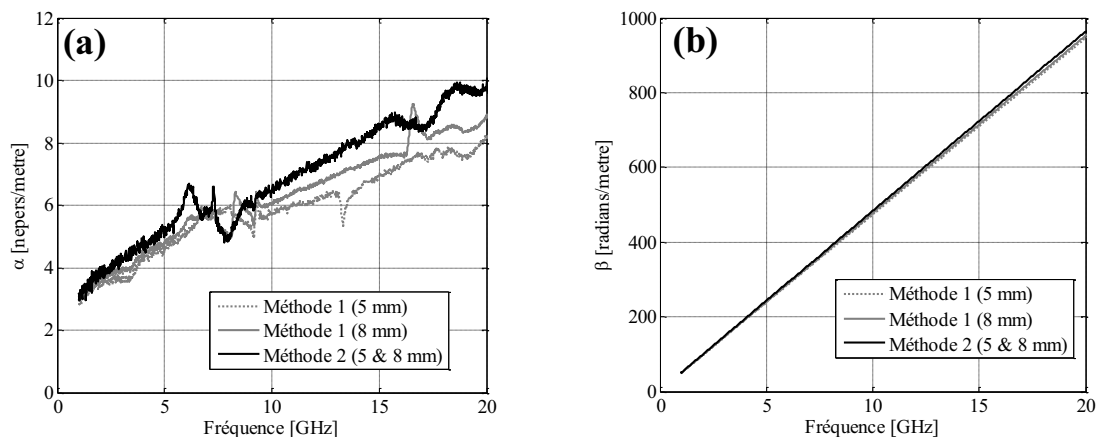 (a)
α [nepers/metre]
12
10
8
6
4
2
0
0 5 10 15 20
Fréquence [GHz]
Méthode 1 (5 mm)
Méthode 1 (8 mm)
Méthode 2 (5 & 8 mm)
(b)
β [radians/metre]
1000
800
600
400
200
0
0 5 10 15 20
Fréquence [GHz]
Méthode 1 (5 mm)
Méthode 1 (8 mm)
Méthode 2 (5 & 8 mm)